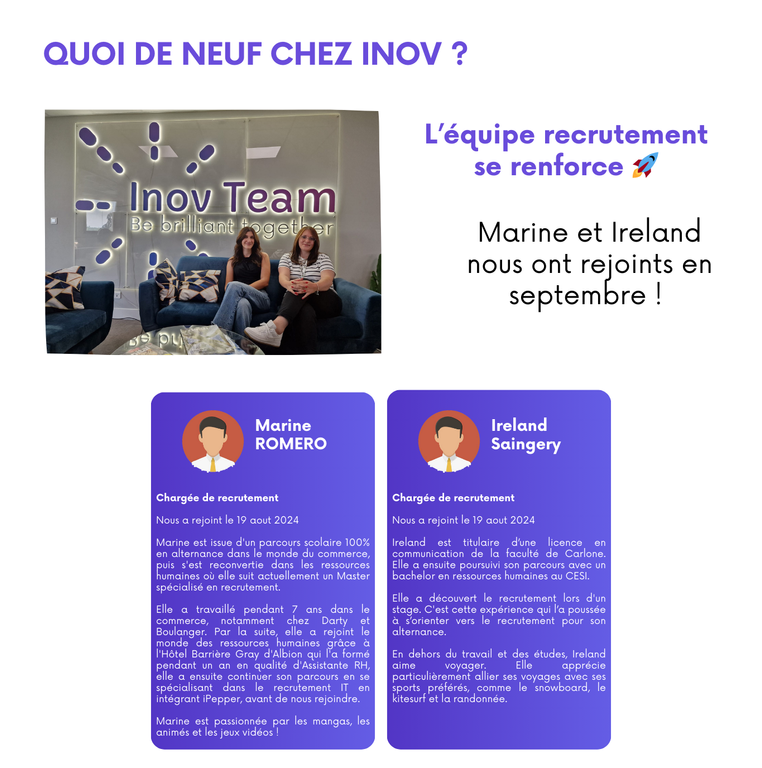 QUOI DE NEUF CHEZ INOV ?
Inov Team
Be brilliant together
L'équipe recrutement
se renforce 🚀
Marine et Ireland
nous ont rejoints en
septembre !
Marine
ROMERO
Chargée de recrutement
Nous a rejoint le 19 aout 2024
Marine est issue d'un parcours scolaire 100%
en alternance dans le monde du commerce,
puis s'est reconvertie dans les ressources
humaines où elle suit actuellement un Master
spécialisé en recrutement.
Elle a travaillé pendant 7 ans dans le
commerce, notamment chez Darty et
Boulanger. Par la suite, elle a rejoint le
monde des ressources humaines grâce à
l'Hôtel Barrière Gray d'Albion qui l'a formé
pendant un an en qualité d'Assistante RH,
elle a ensuite continuer son parcours en se
spécialisant dans le recrutement IT en
intégrant iPepper, avant de nous rejoindre.
Marine est passionnée par les mangas, les
animés et les jeux vidéos !
Ireland
Saingery
Chargée de recrutement
Nous a rejoint le 19 aout 2024
Ireland est titulaire d'une licence en
communication de la faculté de Carlone.
Elle a ensuite poursuivi son parcours avec un
bachelor en ressources humaines au CESI.
Elle a découvert le recrutement lors d'un
stage. C'est cette expérience qui l'a poussée
à s'orienter vers le recrutement pour son
alternance.
En dehors du travail et des études, Ireland
aime voyager. Elle apprécie
particulièrement allier ses voyages avec ses
sports préférés, comme le snowboard, le
kitesurf et la randonnée.